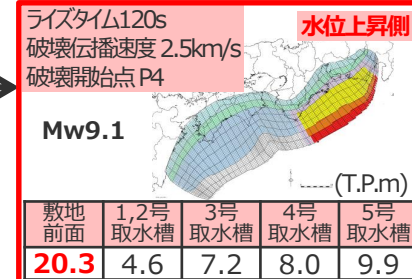 ライズタイム120s
水位上昇側
破壊伝播速度 2.5km/s
破壊開始点 P4
Mw9.1
(T.P.m)
敷地前面 1,2号取水槽 3号取水槽 4号取水槽 5号取水槽
20.3 4.6 7.2 8.0 9.9